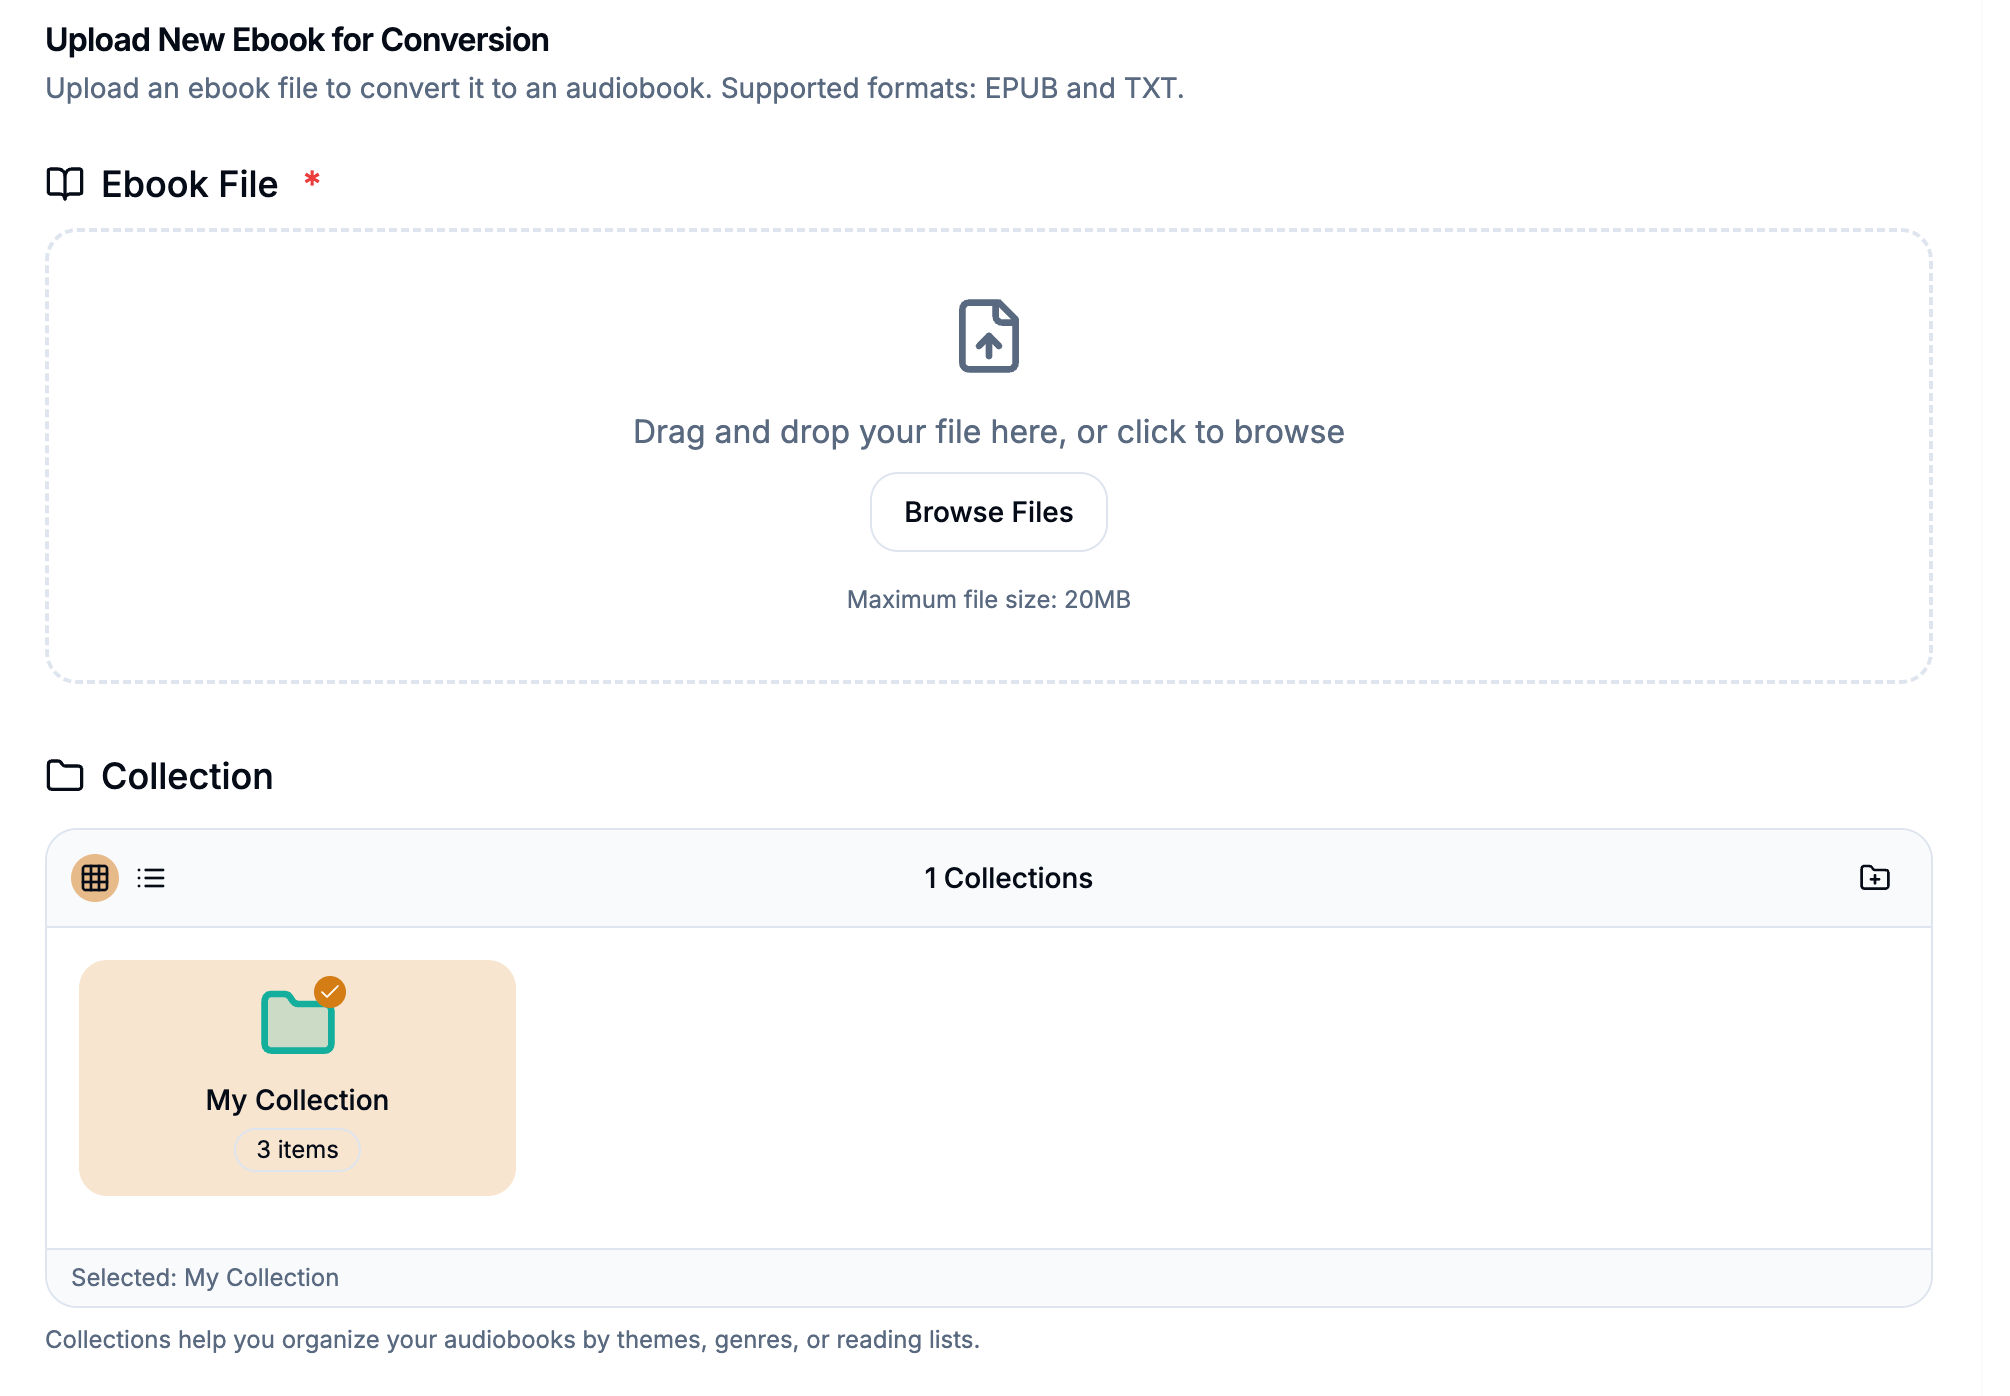 Upload New Ebook for Conversion
Upload an ebook file to convert it to an audiobook. Supported formats: EPUB and TXT.
Ebook File *
Drag and drop your file here, or click to browse
Browse Files
Maximum file size: 20MB
Collection
1 Collections
My Collection
3 items
Selected: My Collection
Collections help you organize your audiobooks by themes, genres, or reading lists.